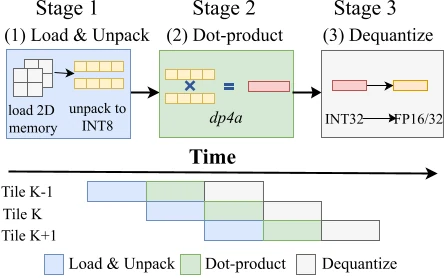 Stage 1
Stage 2
Stage 3
(1) Load & Unpack
(2) Dot-product
(3) Dequantize
load 2D
memory
unpack to
INT8
=
dp4a
INT32
FP16/32
Time
Tile K-1
Tile K
Tile K+1
Load & Unpack
Dot-product
Dequantize